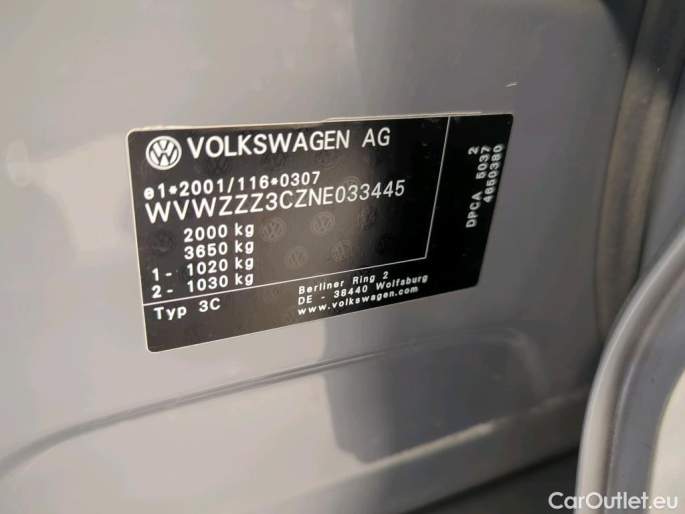 VOLKSWAGEN AG
e1*2001/116*0307
WVWZZZ3CZNE033445
2000 kg
3650 kg
1- 1020 kg
2- 1030 kg
Typ 3C
Berliner Ring 2
DE - 38440 Wolfsburg
www.volkswagen.com
2
DPCA 5037
4650380
CarOutlet.eu